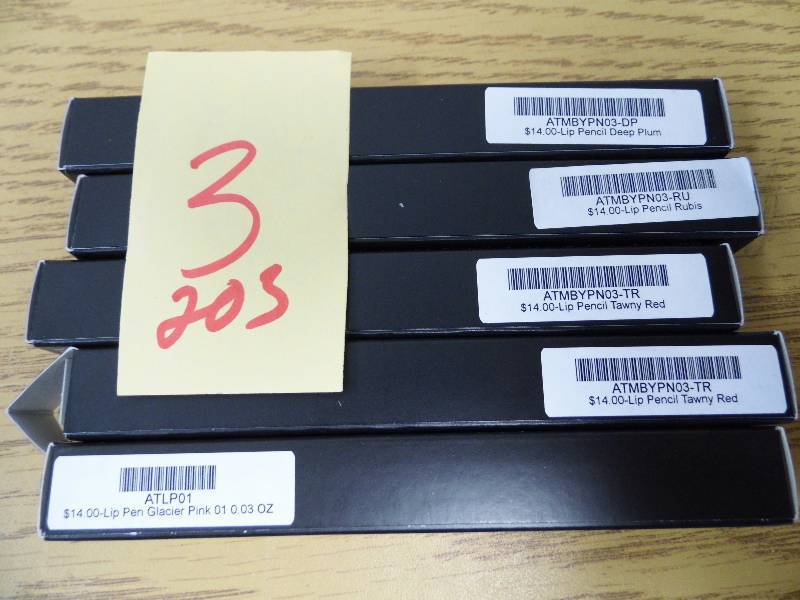 3
203
ATMBYPN03-DP
$14.00-Lip Pencil Deep Plum
ATMBYPN03-RU
$14.00-Lip Pencil Rubis
ATMBYPN03-TR
$14.00-Lip Pencil Tawny Red
ATMBYPN03-TR
$14.00-Lip Pencil Tawny Red
ATLP01
$14.00-Lip Pen Glacier Pink 01 0.03 OZ